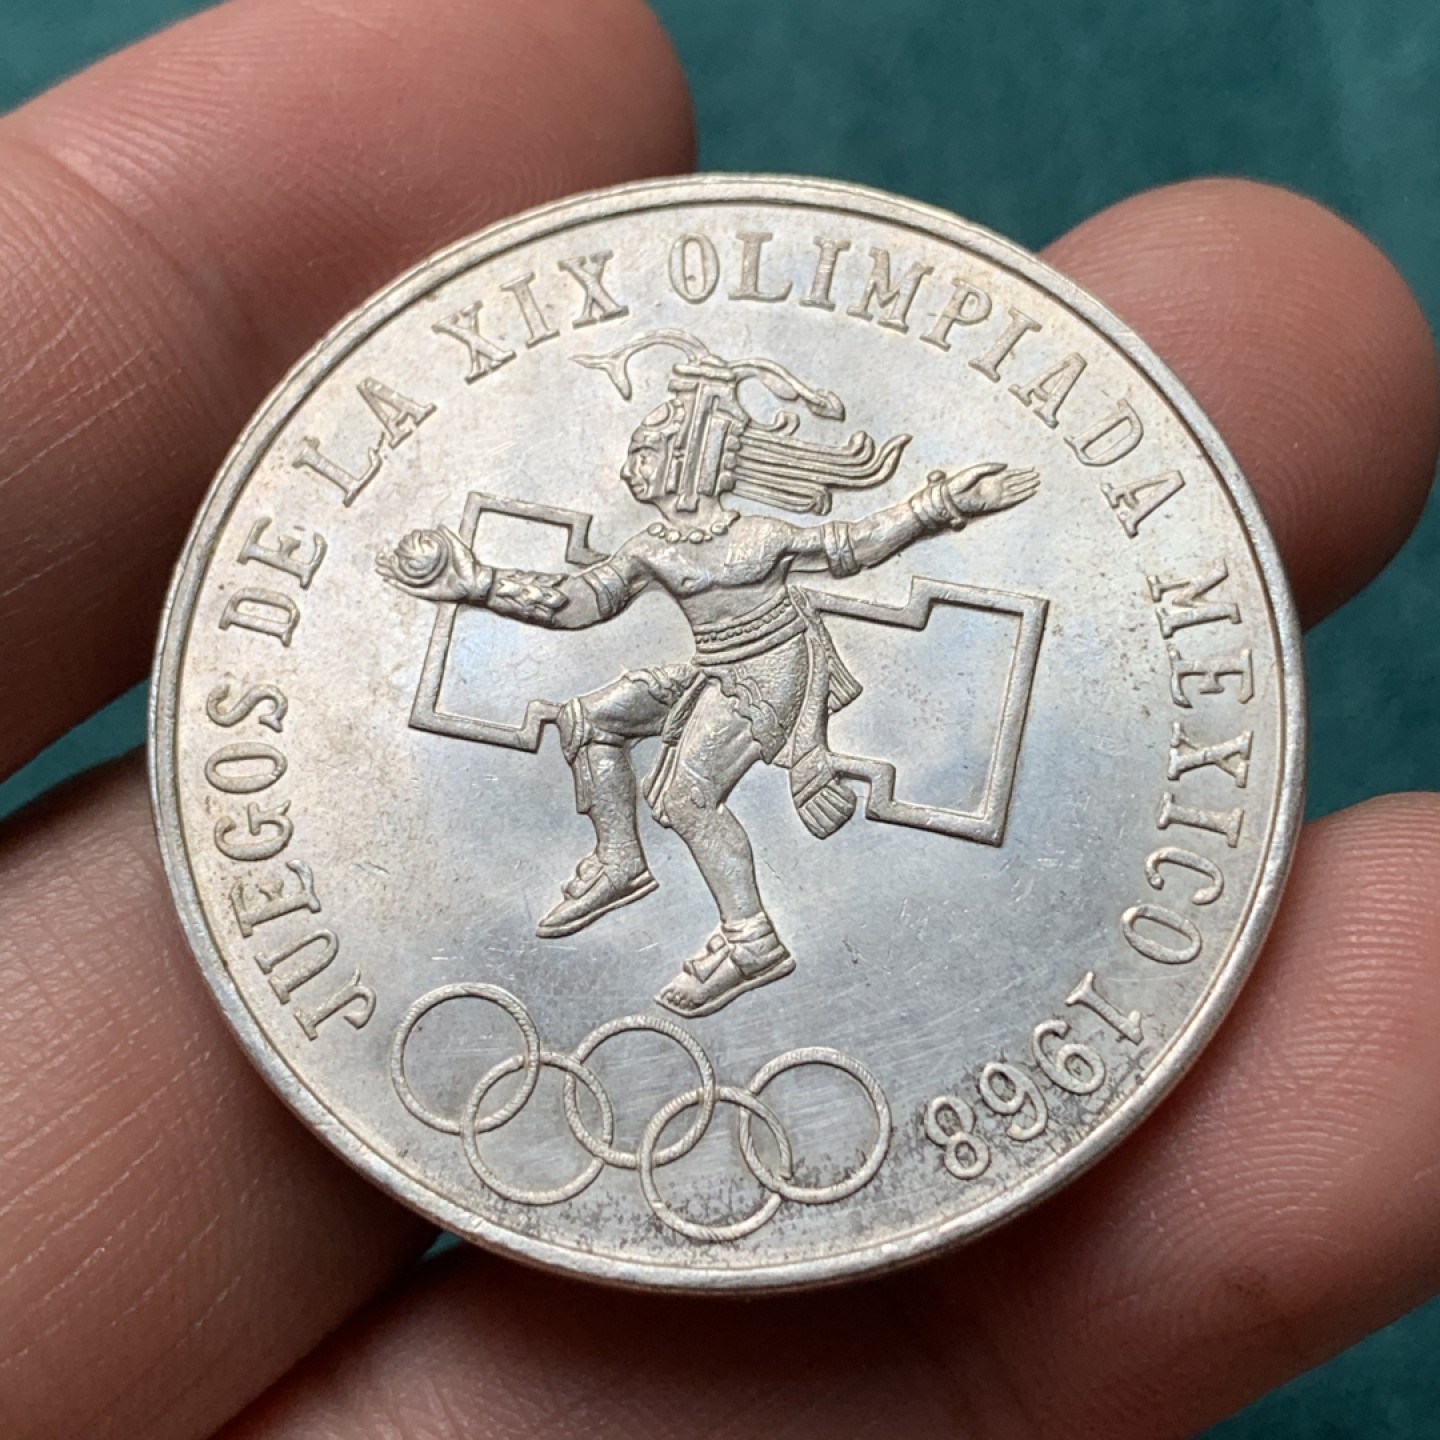 JUEGOS DE LA XIX OLIMPIADA MEXICO 1968